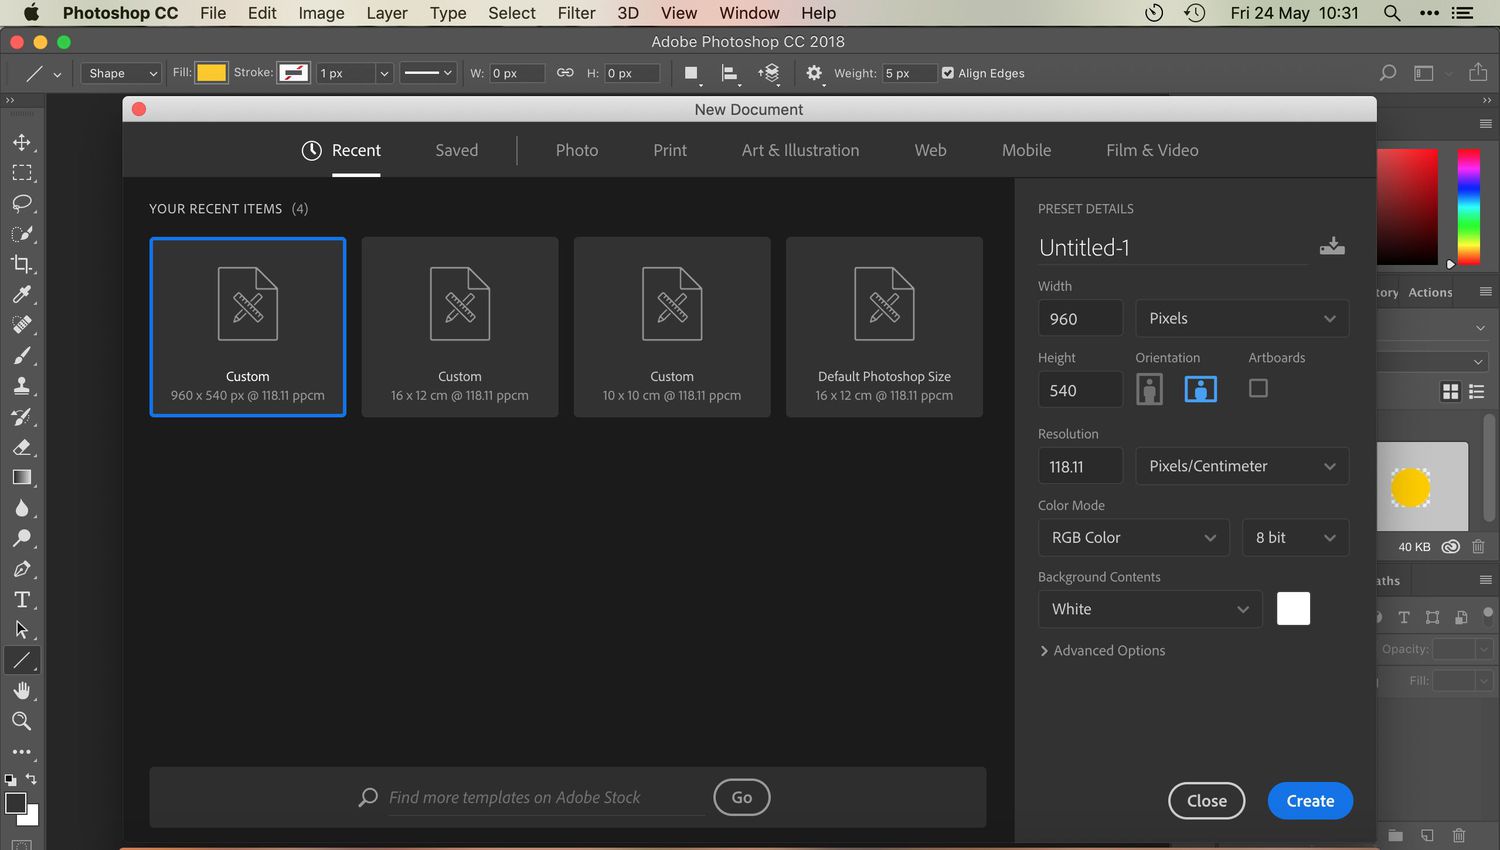 Photoshop CC File Edit Image Layer Type Select Filter 3D View Window Help Fri 24 May 10:31
Adobe Photoshop CC 2018
Shape Fill: Stroke: 1 px W: 0 px H: 0 px Weight: 5 px Align Edges
New Document
Recent Saved Photo Print Art & Illustration Web Mobile Film & Video
YOUR RECENT ITEMS (4)
Custom
960 x 540 px @ 118.11 ppcm
Custom
16 x 12 cm @ 118.11 ppcm
Custom
10 x 10 cm @ 118.11 ppcm
Default Photoshop Size
16 x 12 cm @ 118.11 ppcm
Find more templates on Adobe Stock
Go
PRESET DETAILS
Untitled-1
Width
960 Pixels
Height Orientation Artboards
540
Resolution
118.11 Pixels/Centimeter
Color Mode
RGB Color 8 bit
Background Contents
White
Advanced Options
Close Create
tory Actions
40 KB
aths
Opacity:
Fill: